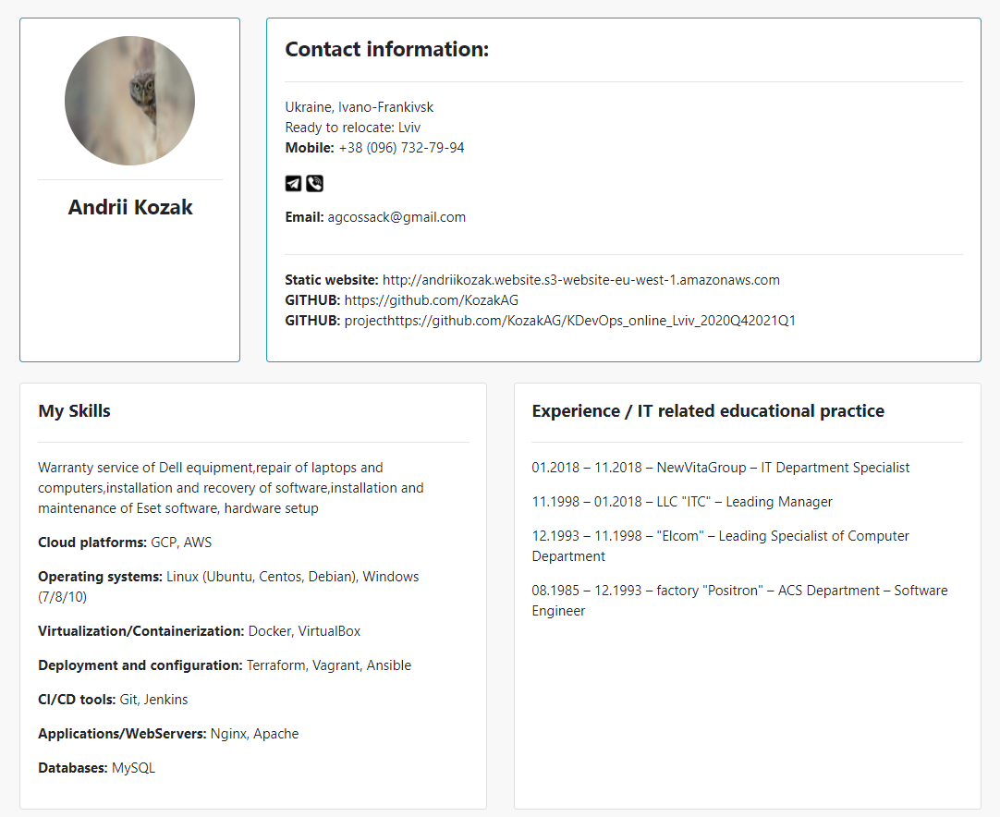 Andrii Kozak
Contact information:
Ukraine, Ivano-Frankivsk
Ready to relocate: Lviv
Mobile: +38 (096) 732-79-94
Email: agcossack@gmail.com
Static website: http://andriikozak.website.s3-website-eu-west-1.amazonaws.com
GITHUB: https://github.com/KozakAG
GITHUB: projecthttps://github.com/KozakAG/KDevOps_online_Lviv_2020Q42021Q1
My Skills
Warranty service of Dell equipment,repair of laptops and
computers,installation and recovery of software,installation and
maintenance of Eset software, hardware setup
Cloud platforms: GCP, AWS
Operating systems: Linux (Ubuntu, Centos, Debian), Windows
(7/8/10)
Virtualization/Containerization: Docker, VirtualBox
Deployment and configuration: Terraform, Vagrant, Ansible
CI/CD tools: Git, Jenkins
Applications/WebServers: Nginx, Apache
Databases: MySQL
Experience / IT related educational practice
01.2018 – 11.2018 – NewVitaGroup – IT Department Specialist
11.1998 – 01.2018 – LLC "ITC" – Leading Manager
12.1993 – 11.1998 – "Elcom" – Leading Specialist of Computer
Department
08.1985 – 12.1993 – factory "Positron" – ACS Department – Software
Engineer